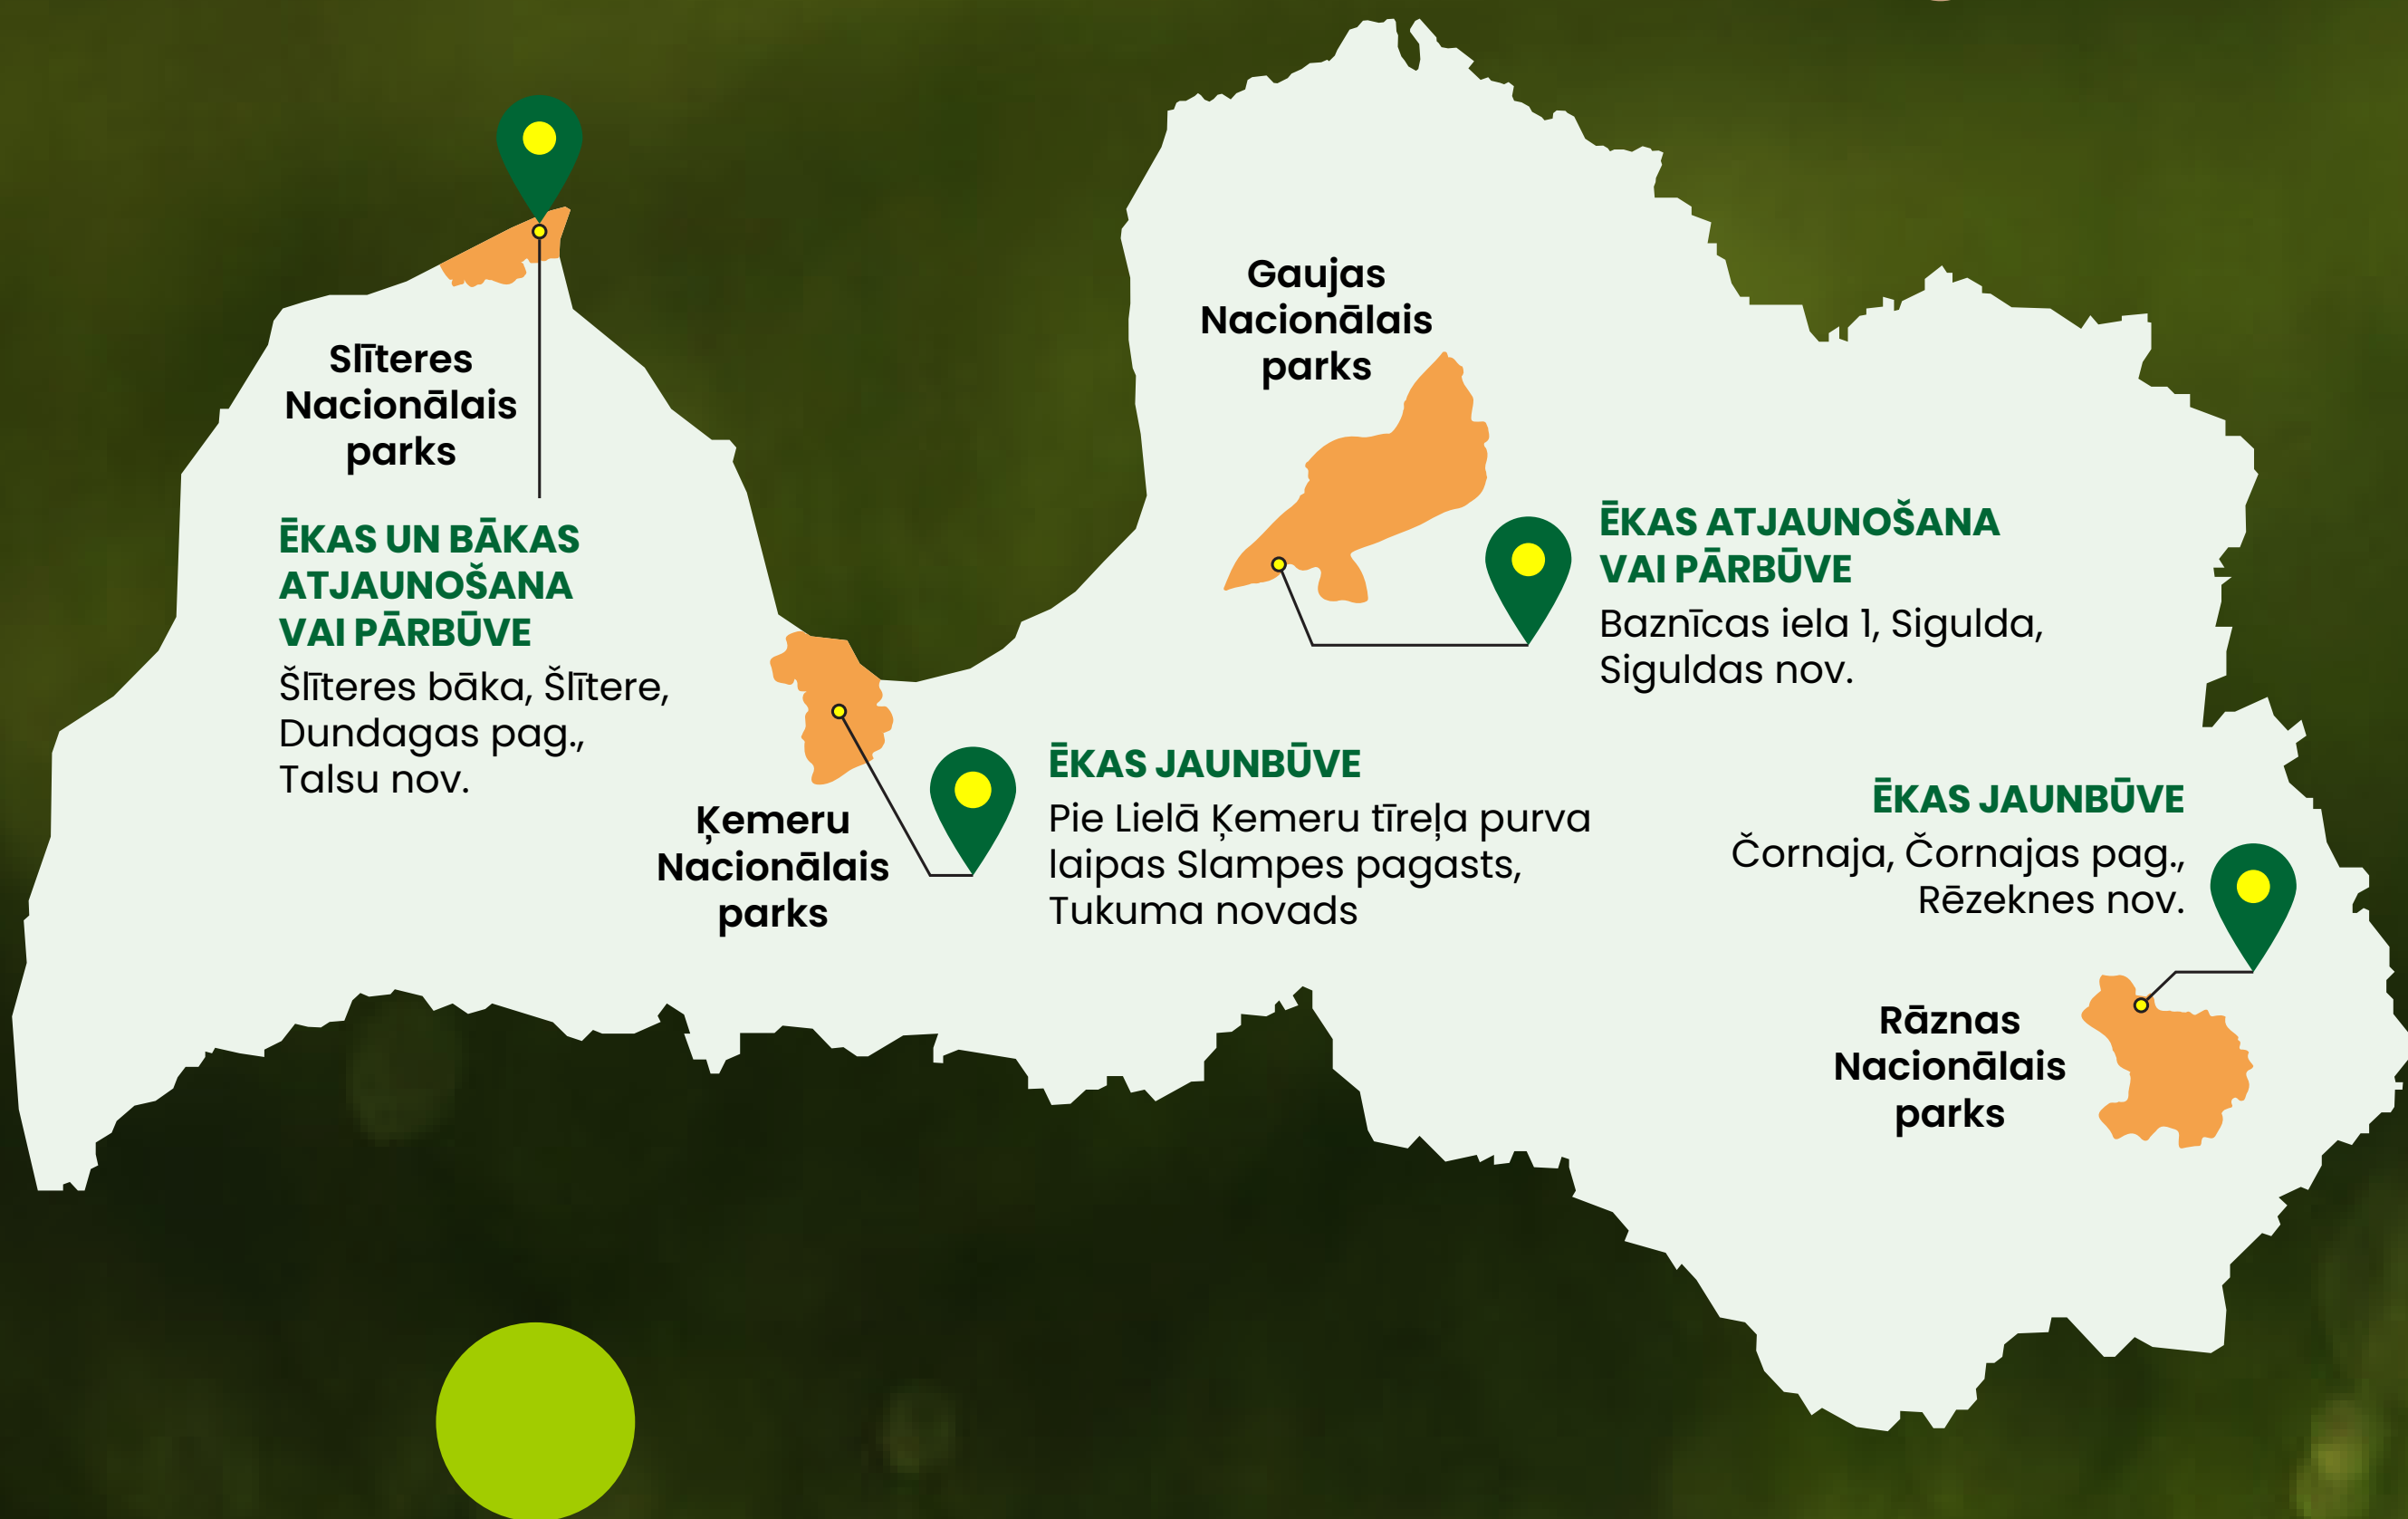 Slīteres
Nacionālais
parks
ĒKAS UN BĀKAS
ATJAUNOŠANA
VAI PĀRBŪVE
Šlīteres bāka, Šlītere,
Dundagas pag.,
Talsu nov.
Gaujas
Nacionālais
parks
ĒKAS ATJAUNOŠANA
VAI PĀRBŪVE
Baznīcas iela 1, Sigulda,
Siguldas nov.
Ķemeru
Nacionālais
parks
ĒKAS JAUNBŪVE
Pie Lielā Ķemeru tīreļa purva
laipas Slampes pagasts,
Tukuma novads
ĒKAS JAUNBŪVE
Čornaja, Čornajas pag.,
Rēzeknes nov.
Rāznas
Nacionālais
parks